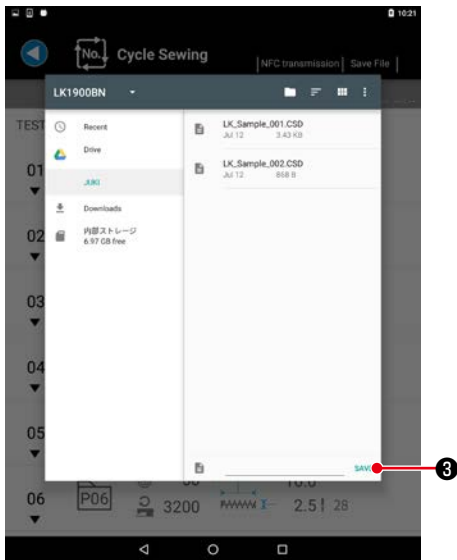 10:21
No. Cycle Sewing
NFC transmission Save File
LK1900BN
TEST
Recent
Drive
JUKI
Downloads
内部ストレージ
6.97 GB free
LK_Sample_001.CSD
Jul 12 3.43 KB
LK_Sample_002.CSD
Jul 12 868 B
01
02
03
04
05
06
SAVE
3
P06 3200 2.5 28